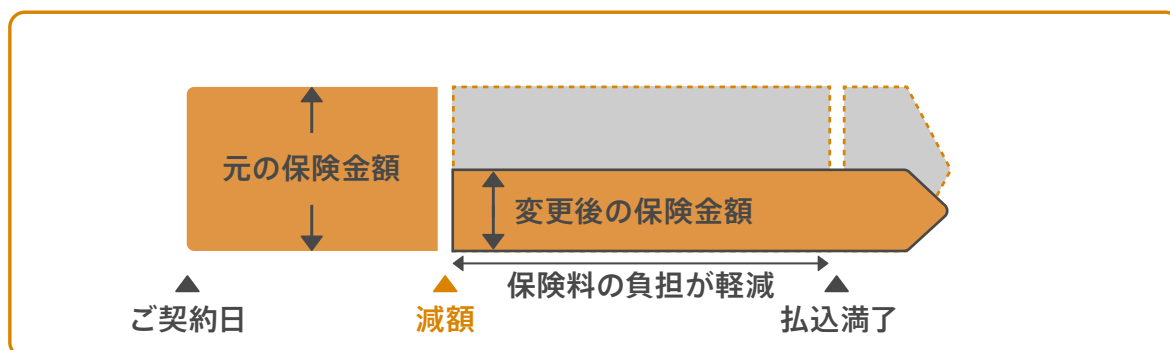 元の保険金額
変更後の保険金額
保険料の負担が軽減
ご契約日
減額
払込満了